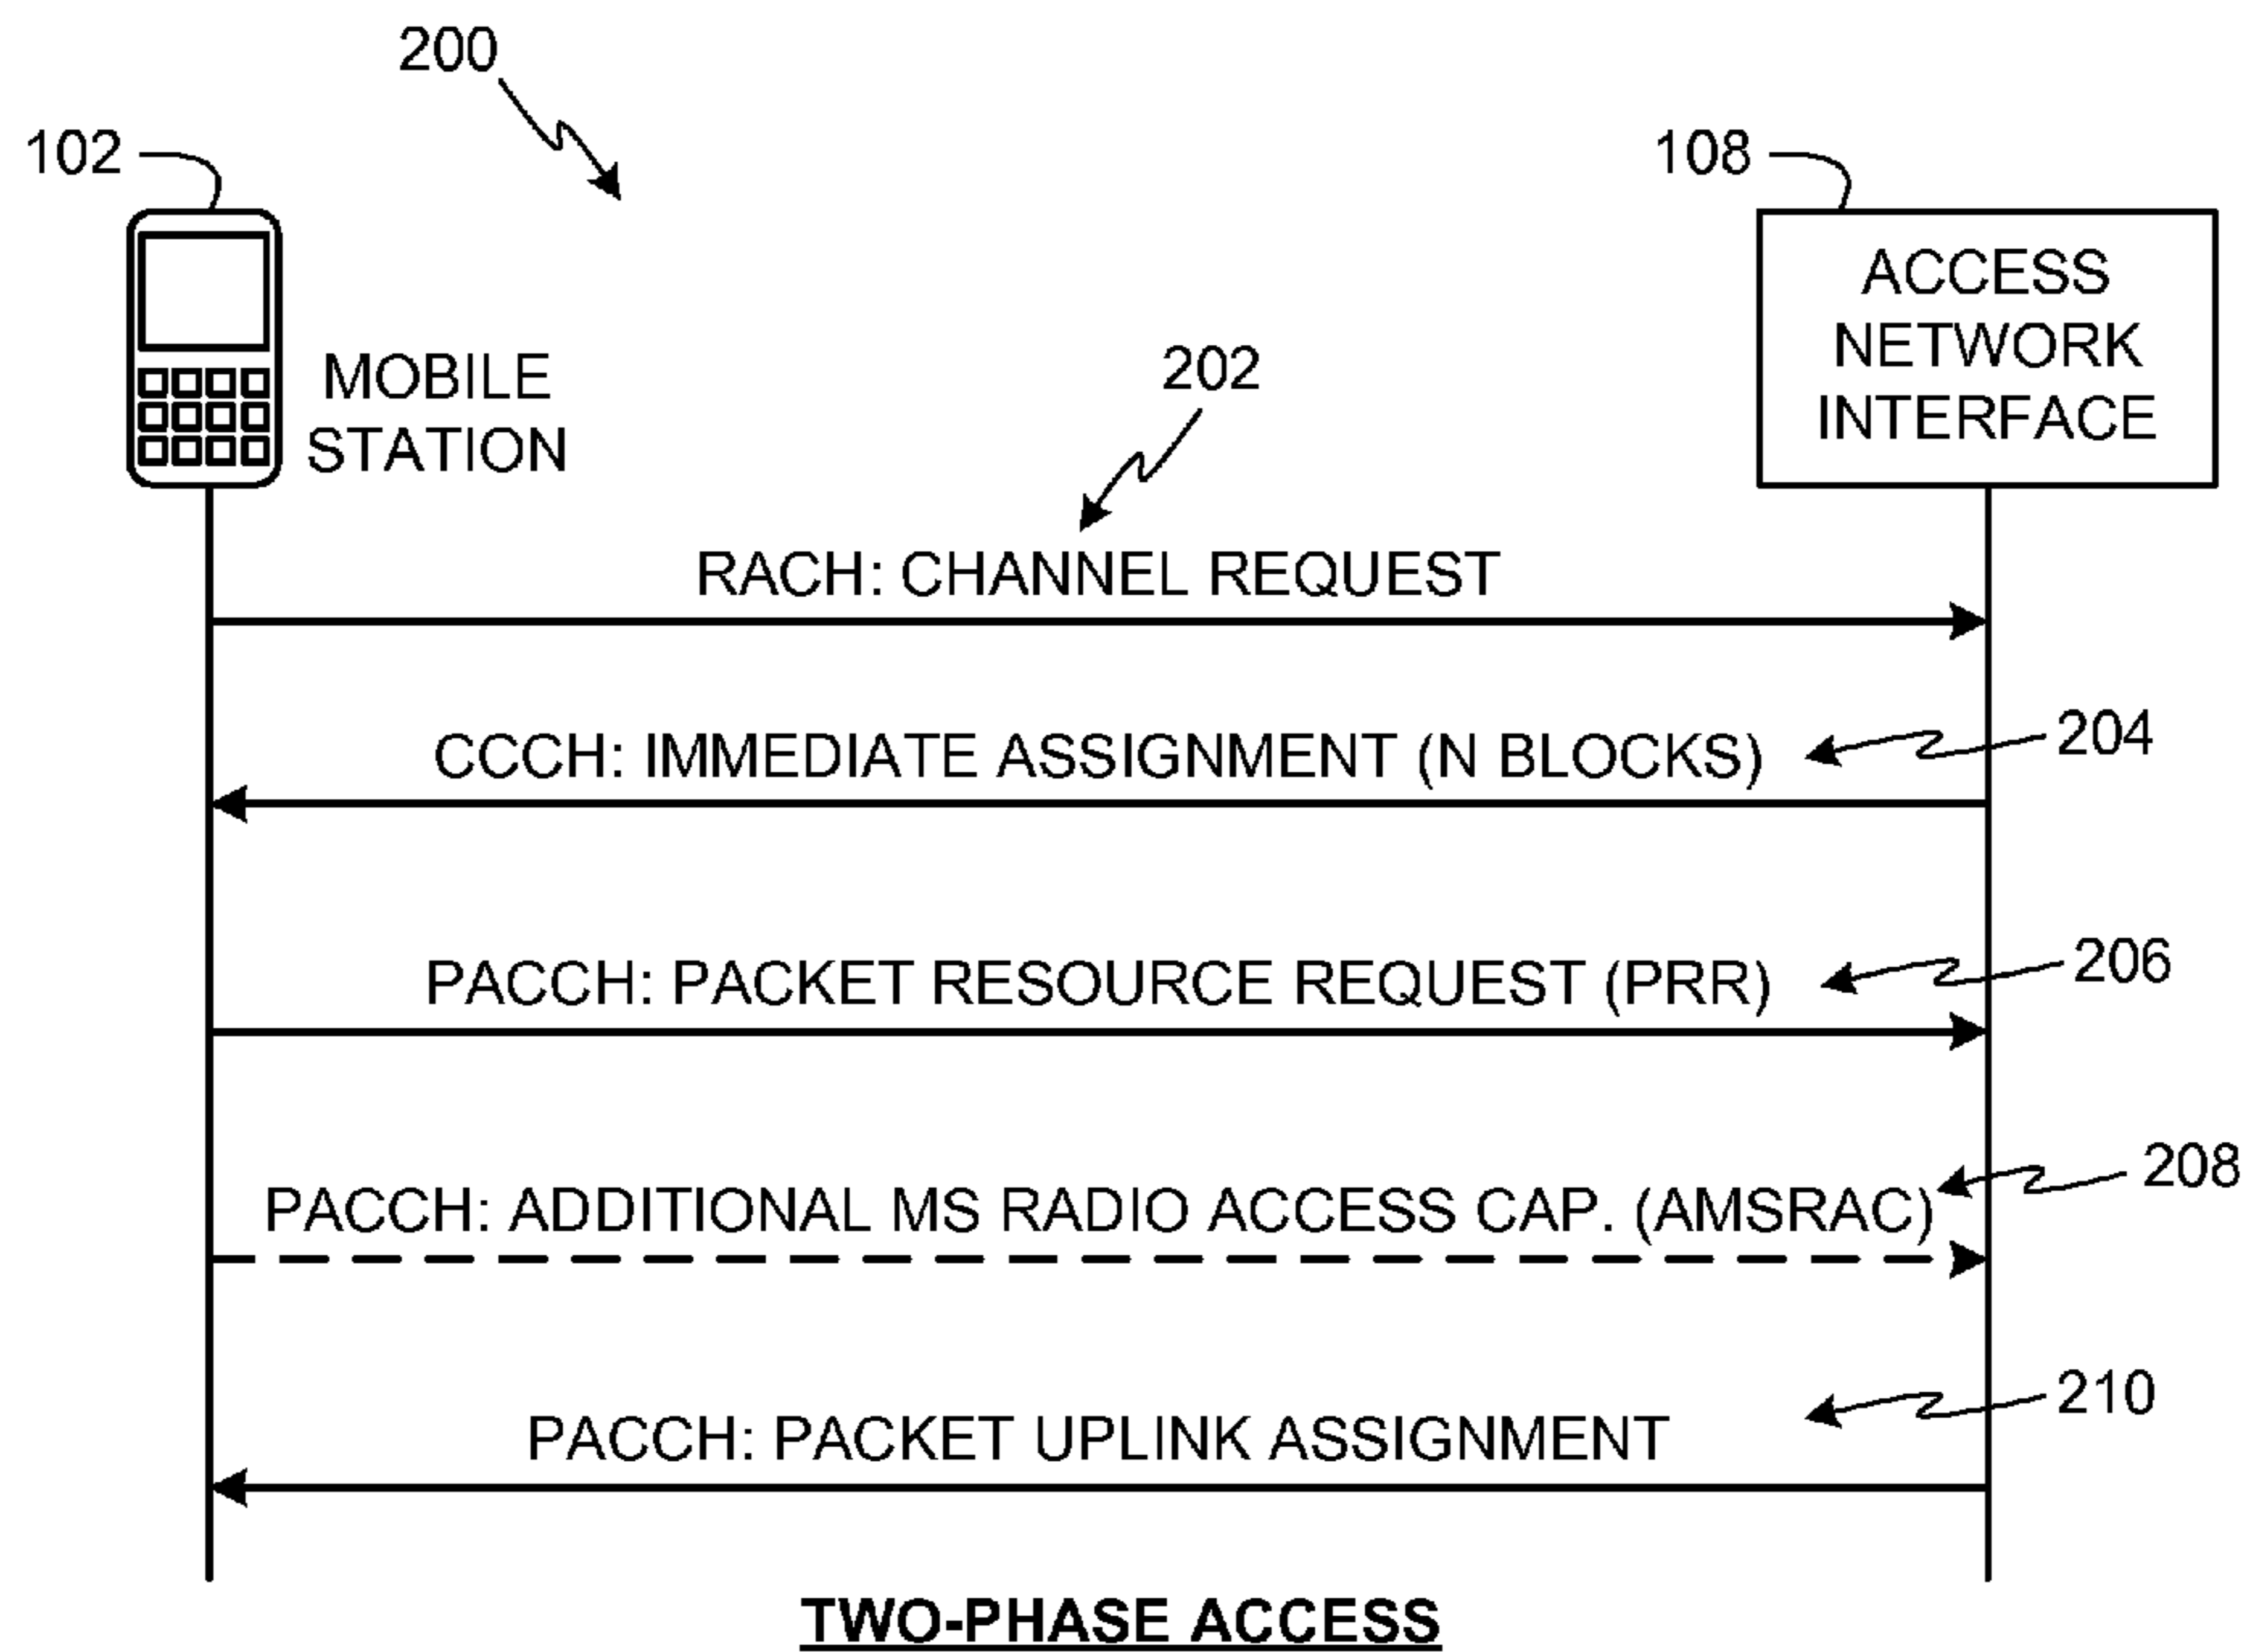 200
102
108
ACCESS
NETWORK
INTERFACE
MOBILE
STATION
202
RACH: CHANNEL REQUEST
CCCH: IMMEDIATE ASSIGNMENT (N BLOCKS)
204
PACCH: PACKET RESOURCE REQUEST (PRR)
206
PACCH: ADDITIONAL MS RADIO ACCESS CAP. (AMSRAC)
208
PACCH: PACKET UPLINK ASSIGNMENT
210
TWO-PHASE ACCESS